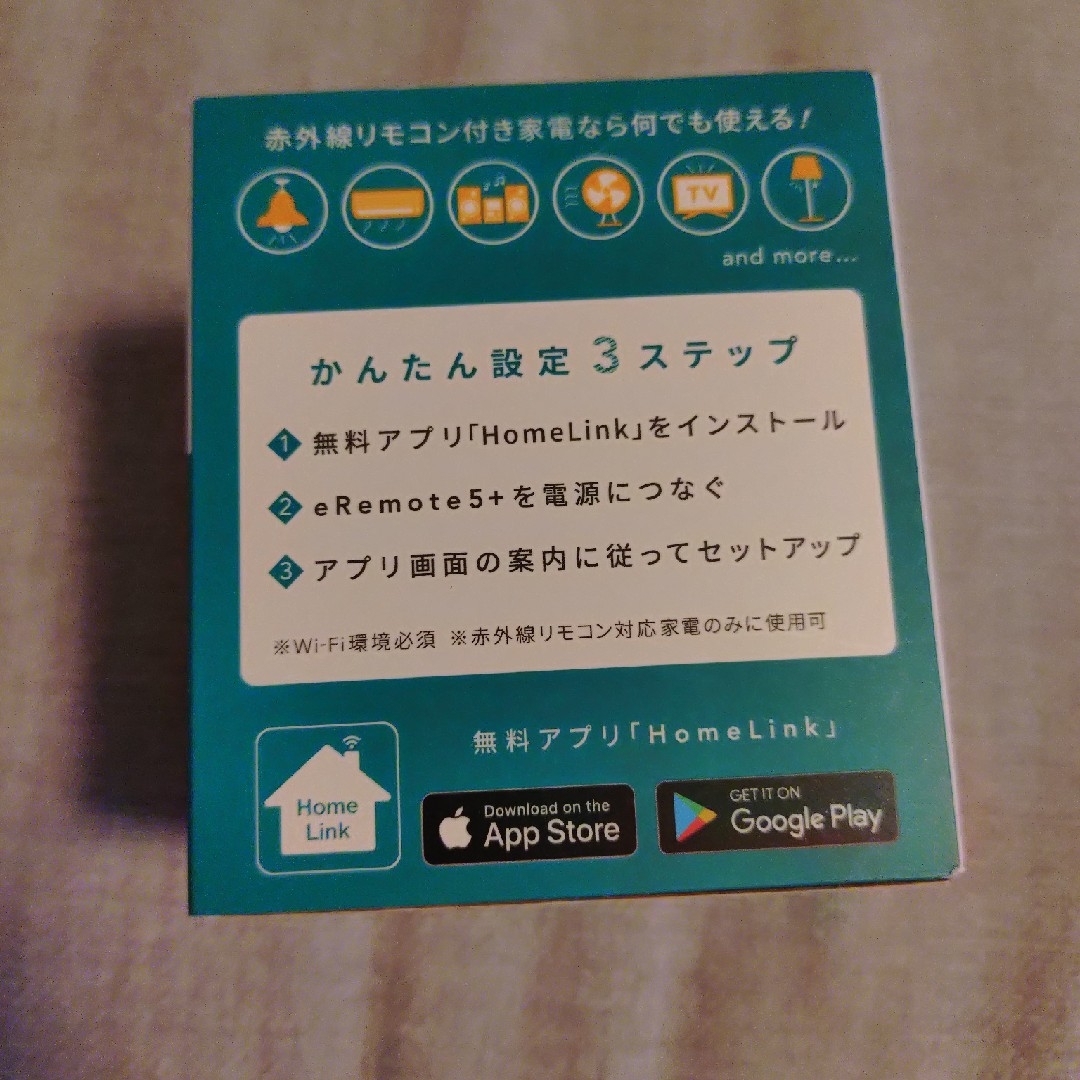 赤外線リモコン付き家電なら何でも使える!
TV
and more...
かんたん設定3ステップ
1 無料アプリ「HomeLink」をインストール
2 eRemote5+を電源につなぐ
3 アプリ画面の案内に従ってセットアップ
※Wi-Fi環境必須 ※赤外線リモコン対応家電のみに使用可
無料アプリ「HomeLink」
Home
Link
Download on the
App Store
GET IT ON
Google Play